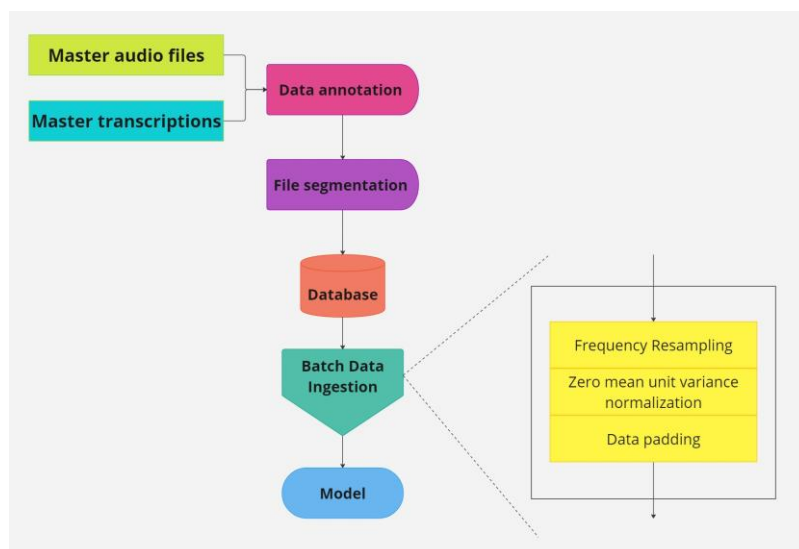 Master audio files
Master transcriptions
Data annotation
File segmentation
Database
Batch Data
Ingestion
Model
Frequency Resampling
Zero mean unit variance
normalization
Data padding